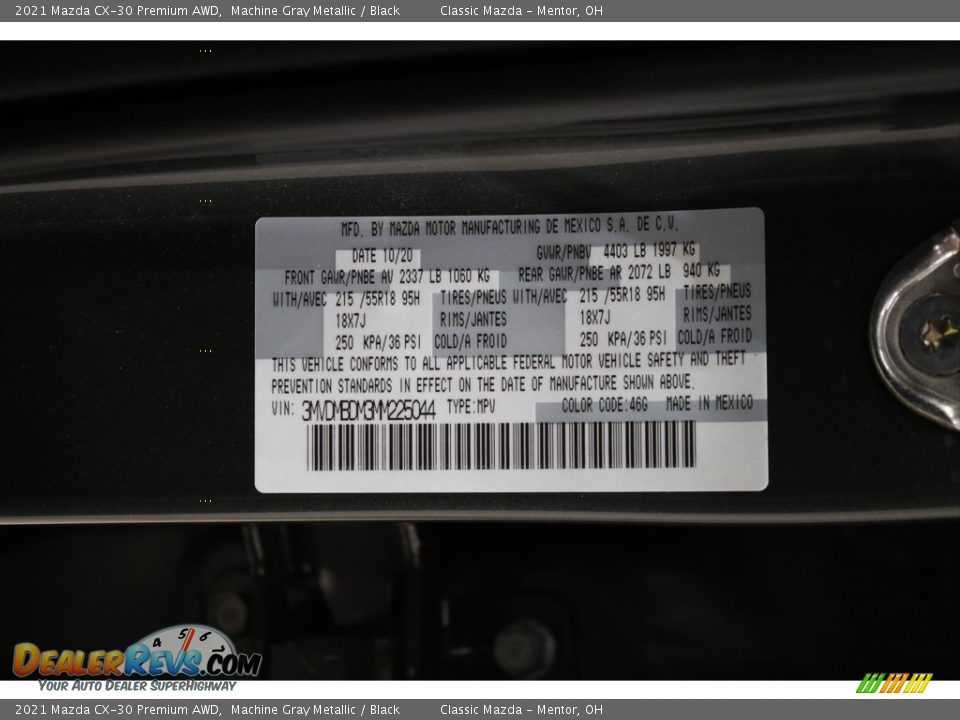 2021 Mazda CX-30 Premium AWD, Machine Gray Metallic / Black Classic Mazda - Mentor, OH
MFD. BY MAZDA MOTOR MANUFACTURING DE MEXICO S.A. DE C.V.
DATE 10/20 GVWR/PNBV 4403 LB 1997 KG
FRONT GAWR/PNBE AV 2337 LB 1060 KG REAR GAWR/PNBE AR 2072 LB 940 KG
WITH/AVEC 215 /55R18 95H TIRES/PNEUS WITH/AVEC 215 /55R18 95H TIRES/PNEUS
18X7J RIMS/JANTES 18X7J RIMS/JANTES
250 KPA/36 PSI COLD/A FROID 250 KPA/36 PSI COLD/A FROID
THIS VEHICLE CONFORMS TO ALL APPLICABLE FEDERAL MOTOR VEHICLE SAFETY AND THEFT
PREVENTION STANDARDS IN EFFECT ON THE DATE OF MANUFACTURE SHOWN ABOVE.
VIN: 3MVDMBDM3MM225044 TYPE:MPV COLOR CODE:46G MADE IN MEXICO
4 5 6 7
DEALERREVS.COM
YOUR AUTO DEALER SUPERHIGHWAY
2021 Mazda CX-30 Premium AWD, Machine Gray Metallic / Black Classic Mazda - Mentor, OH